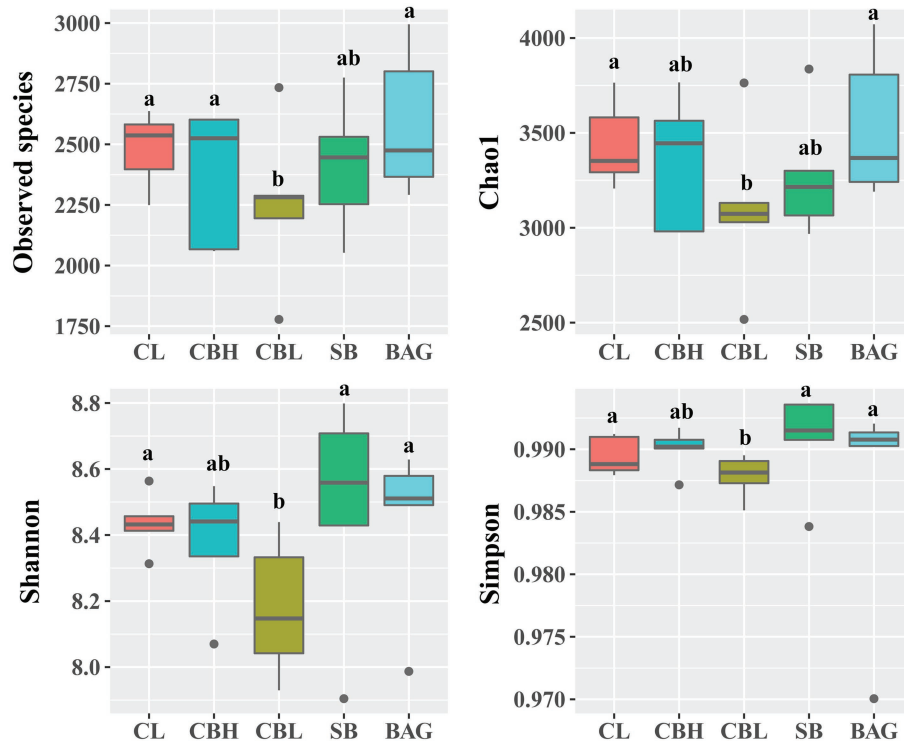 Observed species
3000
2750
2500
2250
2000
1750
a
a
b
ab
a
CL CBH CBL SB BAG
Chao1
4000
3500
3000
2500
a
ab
b
ab
a
CL CBH CBL SB BAG
Shannon
8.8
8.6
8.4
8.2
8.0
a
ab
b
a
a
CL CBH CBL SB BAG
Simpson
0.990
0.985
0.980
0.975
0.970
a
ab
b
a
a
CL CBH CBL SB BAG